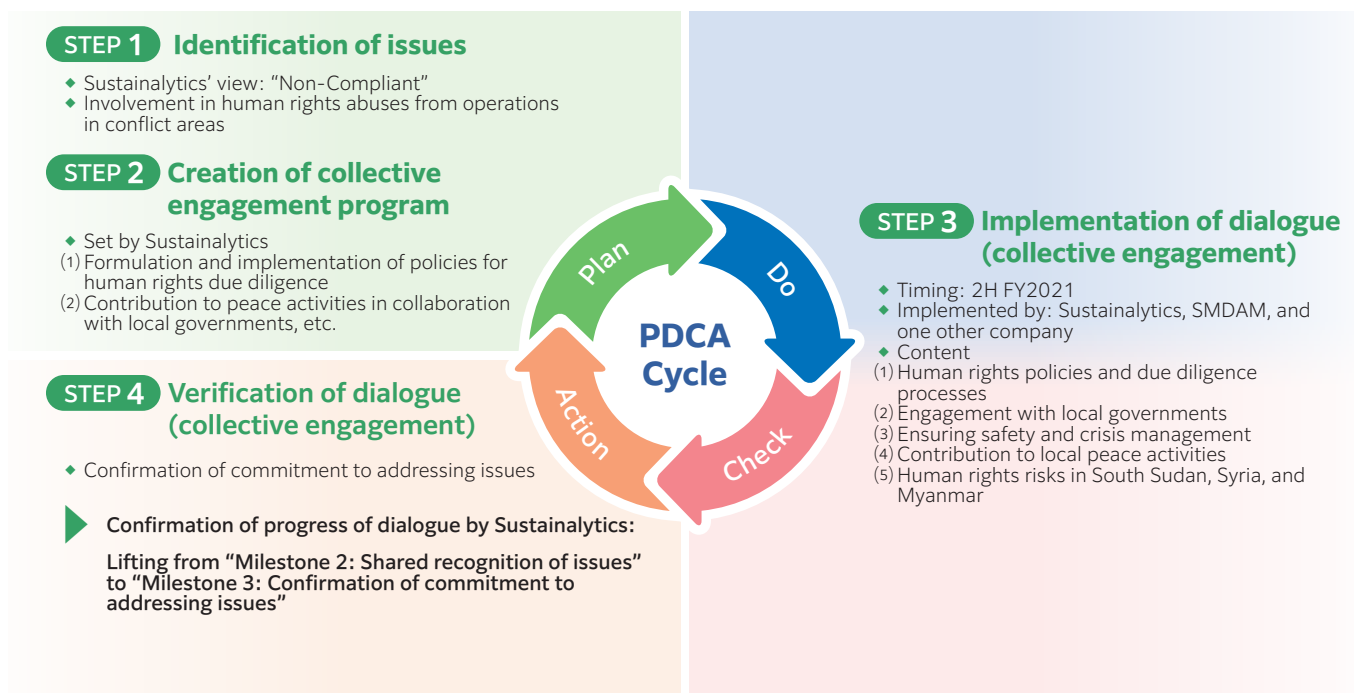 STEP 1 Identification of issues
◆ Sustainalytics’ view: “Non-Compliant”
◆ Involvement in human rights abuses from operations
in conflict areas
STEP 2 Creation of collective
engagement program
◆ Set by Sustainalytics
(1) Formulation and implementation of policies for
human rights due diligence
(2) Contribution to peace activities in collaboration
with local governments, etc.
Plan
Do
Check
Action
PDCA
Cycle
STEP 3 Implementation of dialogue
(collective engagement)
◆ Timing: 2H FY2021
◆ Implemented by: Sustainalytics, SMDAM, and
one other company
◆ Content
(1) Human rights policies and due diligence
processes
(2) Engagement with local governments
(3) Ensuring safety and crisis management
(4) Contribution to local peace activities
(5) Human rights risks in South Sudan, Syria, and
Myanmar
STEP 4 Verification of dialogue
(collective engagement)
◆ Confirmation of commitment to addressing issues
Confirmation of progress of dialogue by Sustainalytics:
Lifting from “Milestone 2: Shared recognition of issues”
to “Milestone 3: Confirmation of commitment to
addressing issues”